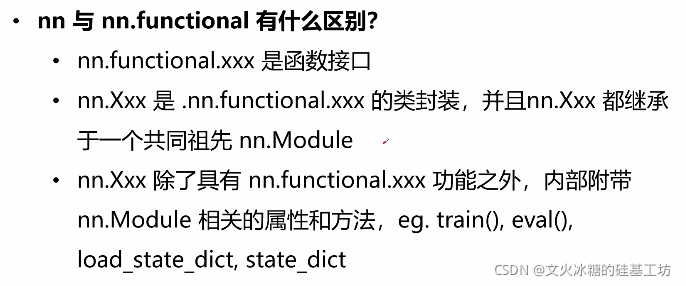 • nn 与 nn.functional 有什么区别？
• nn.functional.xxx 是函数接口
• nn.Xxx 是 .nn.functional.xxx 的类封装，并且nn.Xxx 都继承
于一个共同祖先 nn.Module
• nn.Xxx 除了具有 nn.functional.xxx 功能之外，内部附带
nn.Module 相关的属性和方法，eg. train(), eval(),
load_state_dict, state_dict
CSDN @文火冰糖的硅基工坊